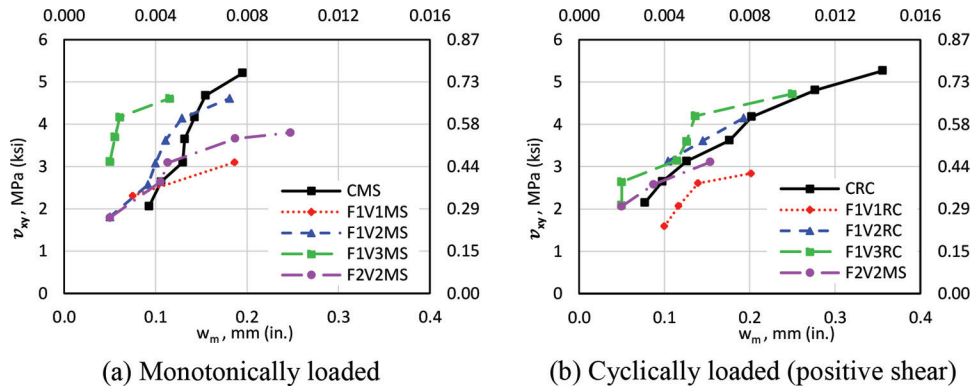 0.000 0.004 0.008 0.012 0.016
6
5
4
3
2
1
0
v_xy, MPa (ksi)
0.87
0.73
0.58
0.44
0.29
0.15
0.00
CMS
F1V1MS
F1V2MS
F1V3MS
F2V2MS
0.0 0.1 0.2 0.3 0.4
w_m, mm (in.)
(a) Monotonically loaded
0.000 0.004 0.008 0.012 0.016
6
5
4
3
2
1
0
v_xy, MPa (ksi)
0.87
0.73
0.58
0.44
0.29
0.15
0.00
CRC
F1V1RC
F1V2RC
F1V3RC
F2V2MS
0.0 0.1 0.2 0.3 0.4
w_m, mm (in.)
(b) Cyclically loaded (positive shear)